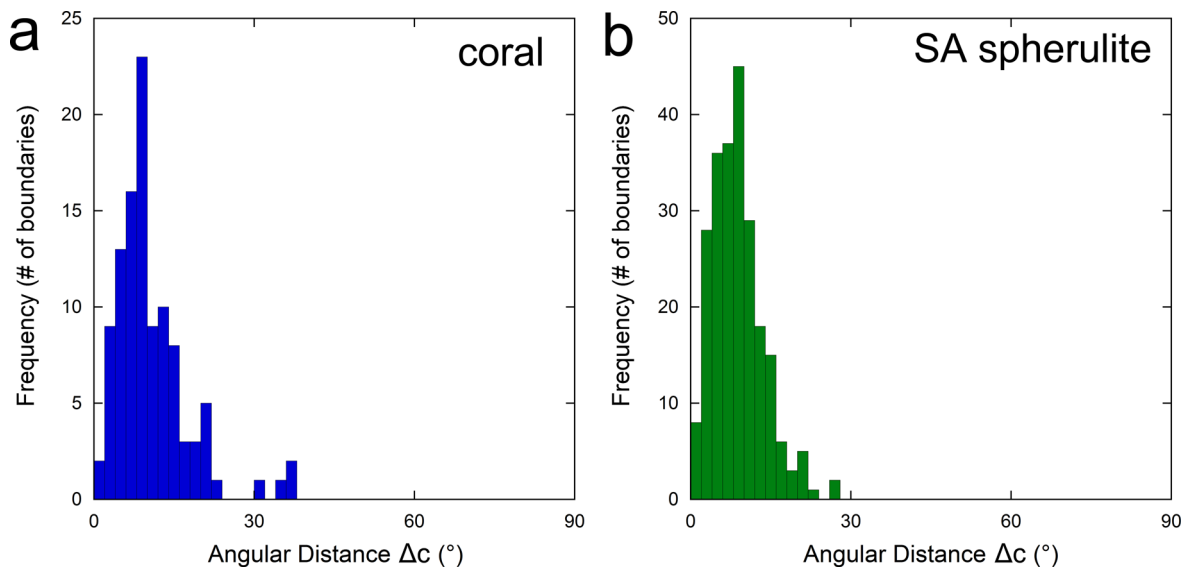 a
coral
Frequency (# of boundaries)
25
20
15
10
5
0
0 30 60 90
Angular Distance Δc (°)
b
SA spherulite
Frequency (# of boundaries)
50
40
30
20
10
0
0 30 60 90
Angular Distance Δc (°)